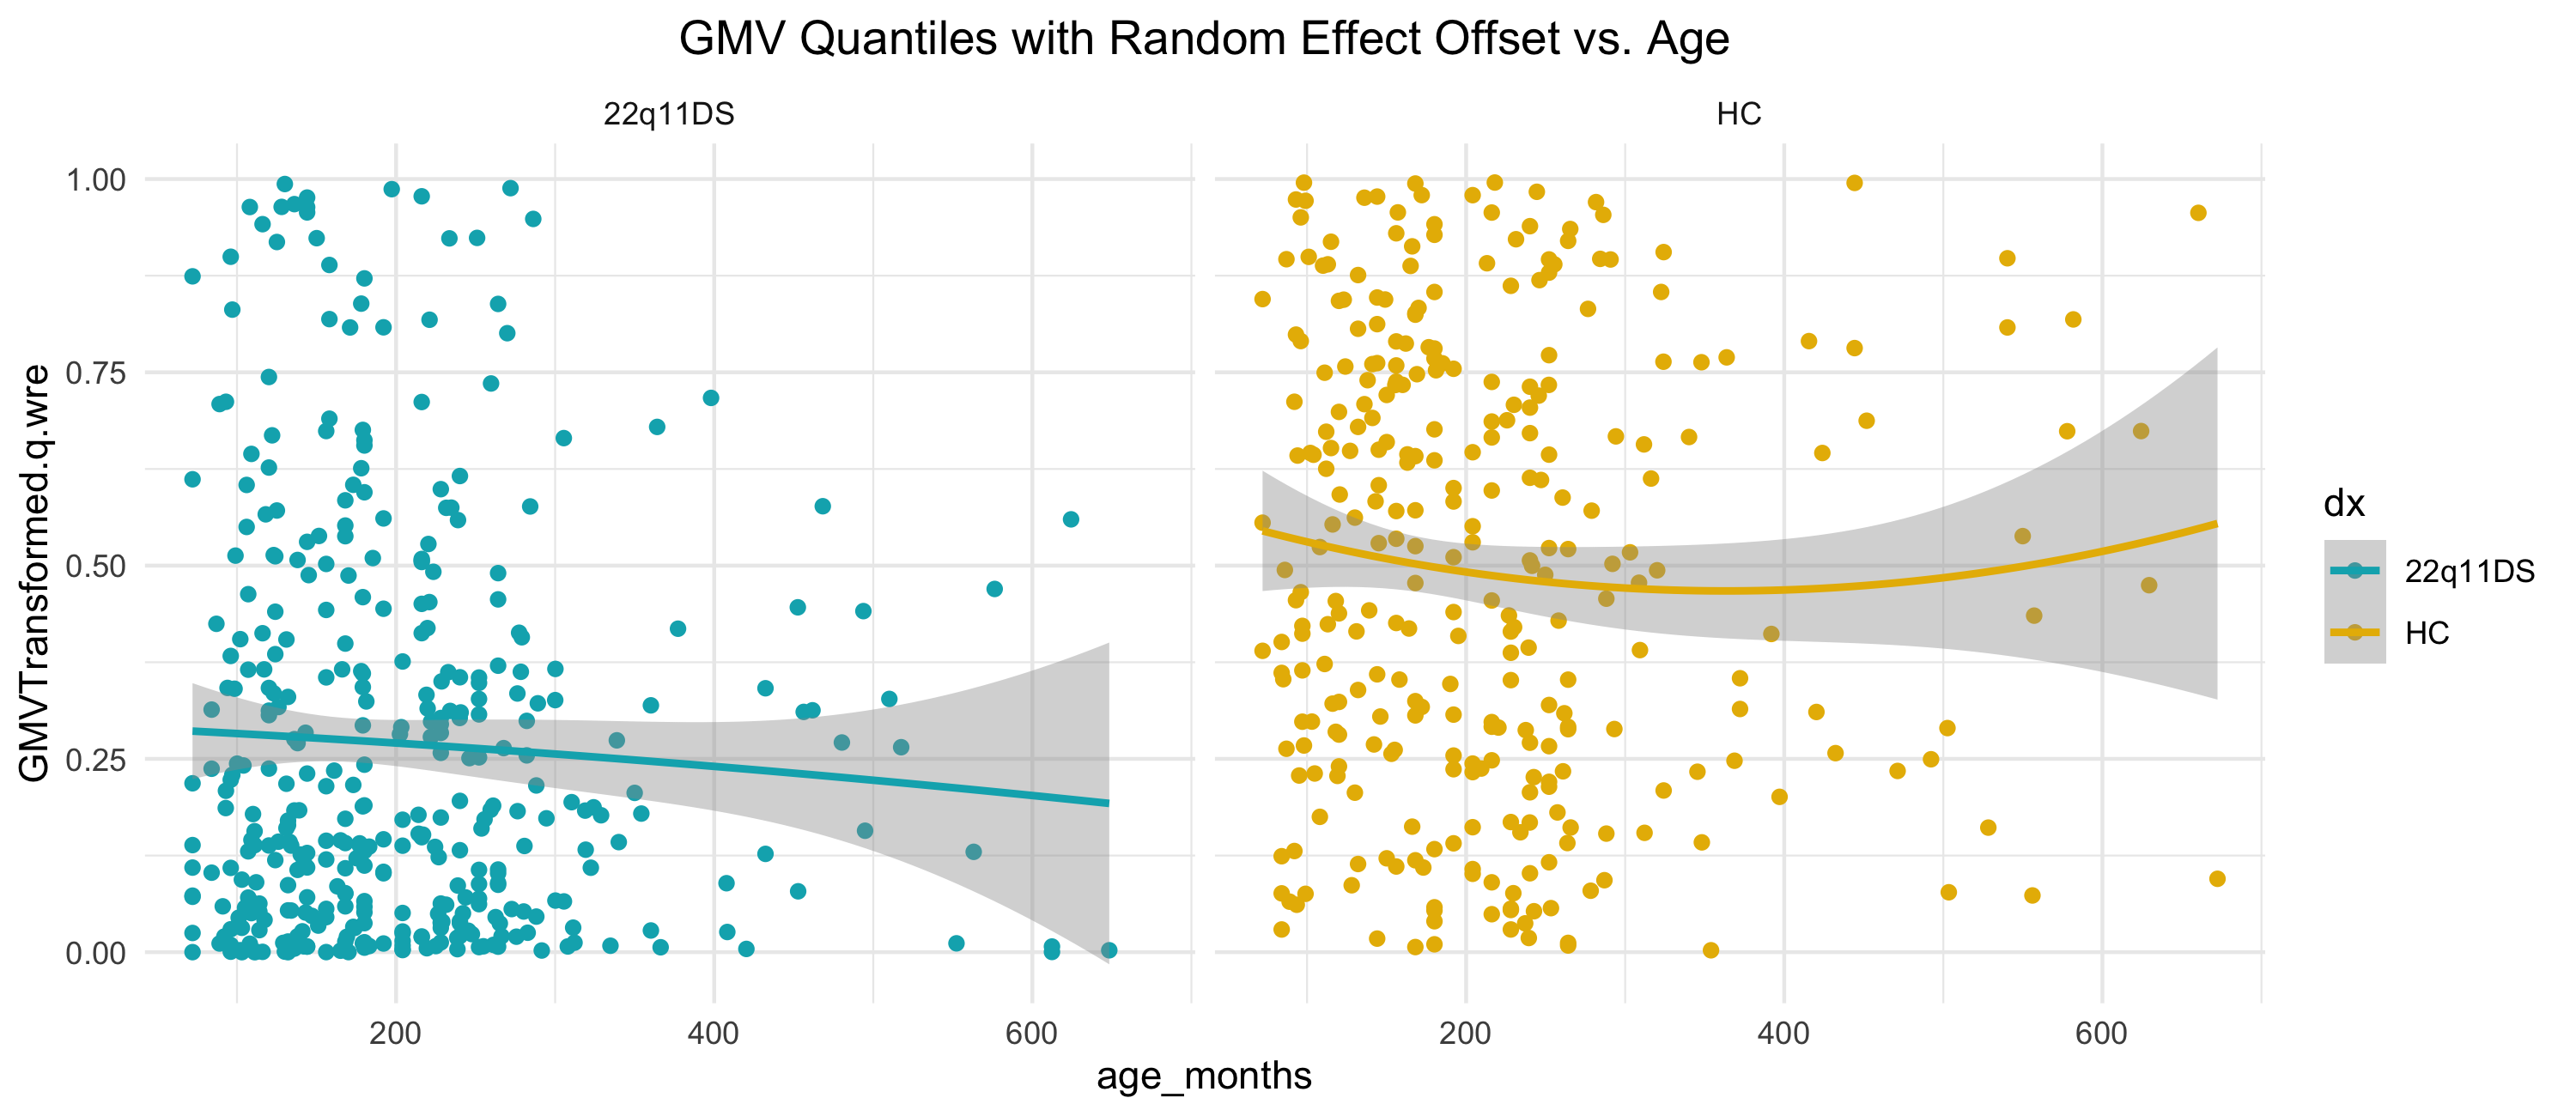 GMV Quantiles with Random Effect Offset vs. Age
22q11DS
HC
GMVTransformed.q.wre
1.00
0.75
0.50
0.25
0.00
200
400
600
200
400
600
age_months
dx
22q11DS
HC